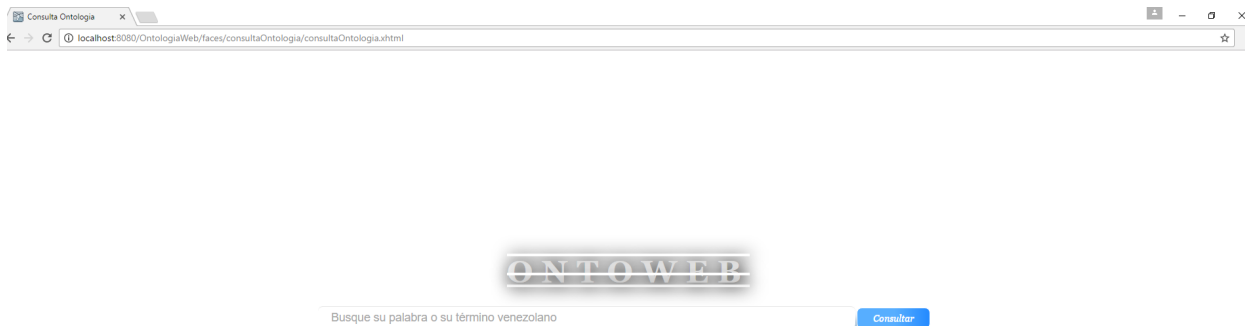 Consulta Ontologia
localhost:8080/OntologiaWeb/faces/consultaOntologia/consultaOntologia.xhtml
ONTOWEB
Busque su palabra o su término venezolano
Consultar